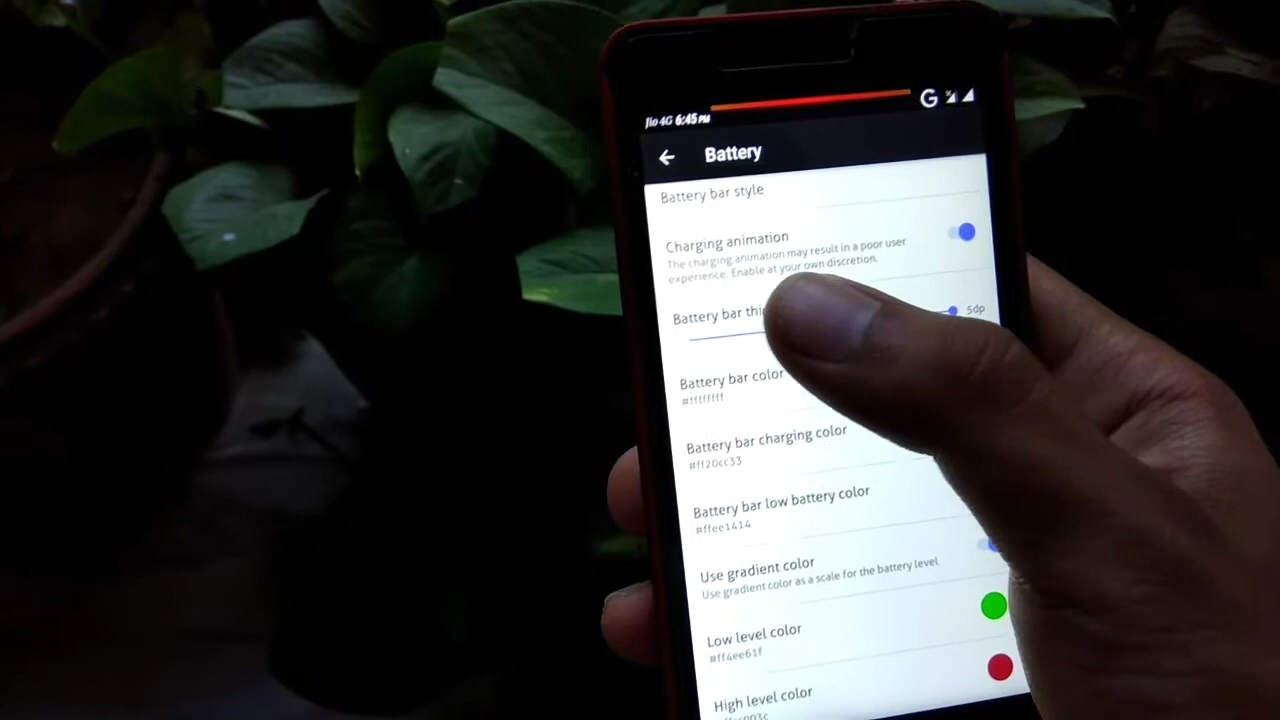 Jio 4G 6:45 PM G
Battery
Battery bar style
Charging animation
The charging animation may result in a poor user
experience. Enable at your own discretion.
Battery bar
5dp
Battery bar color
#ffffffff
Battery bar charging color
#ff20cc33
Battery bar low battery color
#ffee1414
Use gradient color
Use gradient color as a scale for the battery level
Low level color
#ff4ee61f
High level color